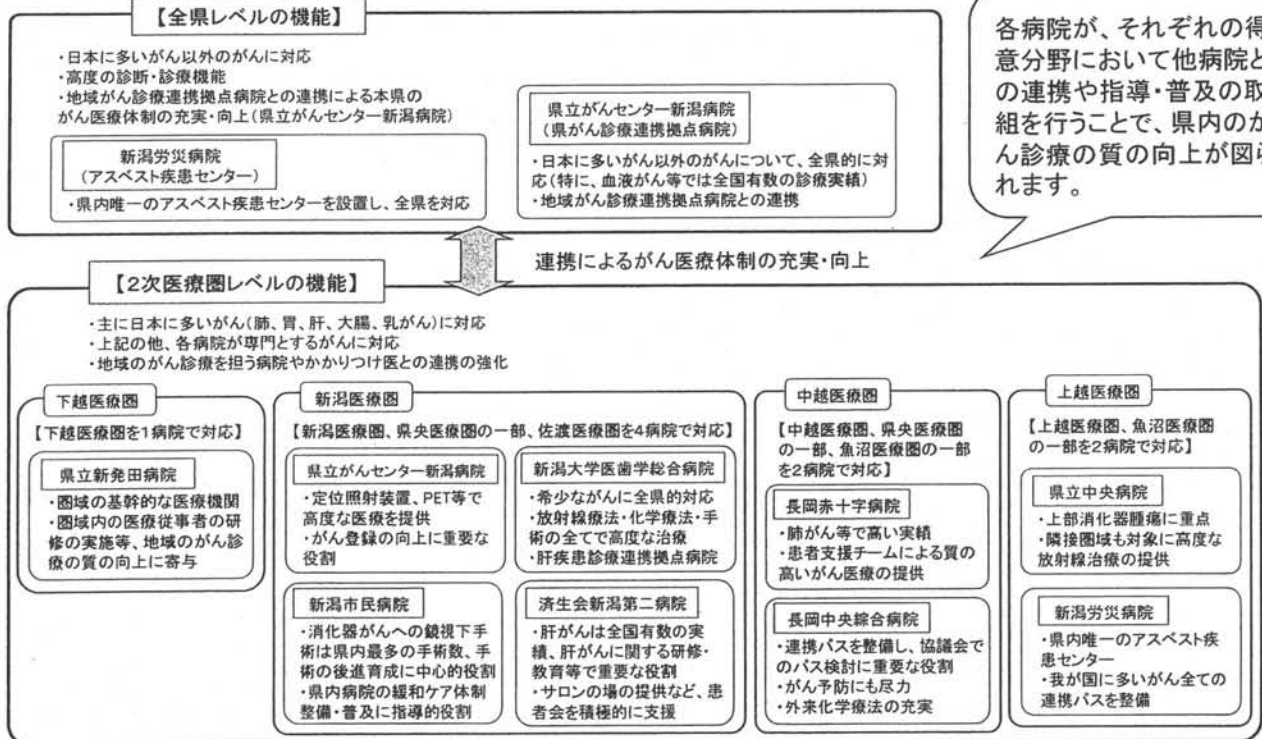 【全県レベルの機能】
・日本に多いがん以外のがんに対応
・高度の診断・診療機能
・地域がん診療連携拠点病院との連携による本県の
がん医療体制の充実・向上(県立がんセンター新潟病院)
新潟労災病院
(アスベスト疾患センター)
・県内唯一のアスベスト疾患センターを設置し、全県を対応
県立がんセンター新潟病院
(県がん診療連携拠点病院)
・日本に多いがん以外のがんについて、全県的に対
応(特に、血液がん等では全国有数の診療実績)
・地域がん診療連携拠点病院との連携
各病院が、それぞれの得
意分野において他病院と
の連携や指導・普及の取
組を行うことで、県内のが
ん診療の質の向上が図ら
れます。
連携によるがん医療体制の充実・向上
【2次医療圏レベルの機能】
・主に日本に多いがん(肺、胃、肝、大腸、乳がん)に対応
・上記の他、各病院が専門とするがんに対応
・地域のがん診療を担う病院やかかりつけ医との連携の強化
下越医療圏
【下越医療圏を1病院で対応】
県立新発田病院
・圏域の基幹的な医療機関
・圏域内の医療従事者の研
修の実施等、地域のがん診
療の質の向上に寄与
新潟医療圏
【新潟医療圏、県央医療圏の一部、佐渡医療圏を4病院で対応】
県立がんセンター新潟病院
・定位照射装置、PET等で
高度な医療を提供
・がん登録の向上に重要な
役割
新潟大学医歯学総合病院
・希少ながんに全県的対応
・放射線療法・化学療法・手
術の全てで高度な治療
・肝疾患診療連携拠点病院
新潟市民病院
・消化器がんへの鏡視下手
術は県内最多の手術数、手
術の後進育成に中心的役割
・県内病院の緩和ケア体制
整備・普及に指導的役割
済生会新潟第二病院
・肝がんは全国有数の実
績、肝がんに関する研修・
教育等で重要な役割
・サロンの場の提供など、患
者会を積極的に支援
中越医療圏
【中越医療圏、県央医療圏
の一部、魚沼医療圏の一部
を2病院で対応】
長岡赤十字病院
・肺がん等で高い実績
・患者支援チームによる質の
高いがん医療の提供
長岡中央綜合病院
・連携パスを整備し、協議会で
のパス検討に重要な役割
・がん予防にも尽力
・外来化学療法の充実
上越医療圏
【上越医療圏、魚沼医療圏
の一部を2病院で対応】
県立中央病院
・上部消化器腫瘍に重点
・隣接圏域も対象に高度な
放射線治療の提供
新潟労災病院
・県内唯一のアスベスト疾
患センター
・我が国に多いがん全ての
連携パスを整備